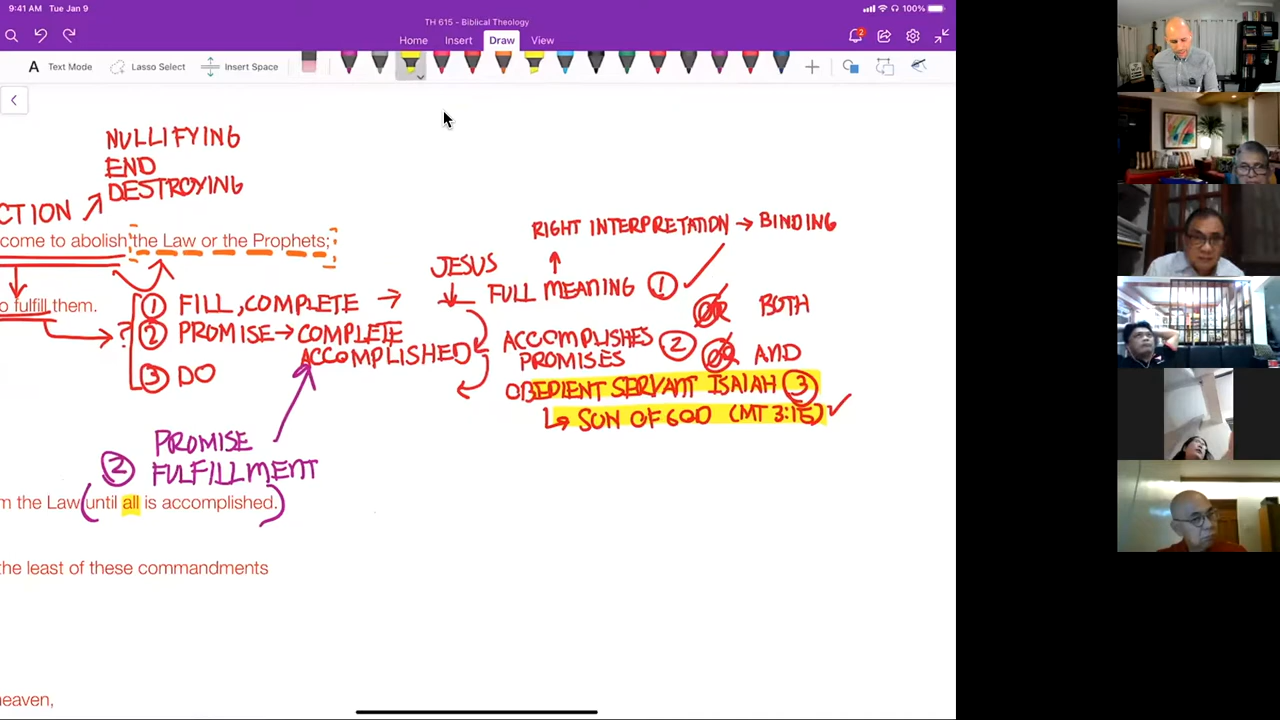 9:41 AM Tue Jan 9
100%
TH 615 - Biblical Theology
Home Insert Draw View
2
A Text Mode Lasso Select Insert Space
NULLIFYING
END
DESTROYING
CTION
come to abolish the Law or the Prophets;
RIGHT INTERPRETATION → BINDING
JESUS
FULL MEANING ①
o fulfill them.
① FILL, COMPLETE →
OR BOTH
? ② PROMISE → COMPLETE
ACCOMPLISHED
ACCOMPLISHES ②
PROMISES
OR AND
③ DO
OBEDIENT SERVANT ISAIAH ③
↳ SON OF GOD (MT 3:15) ✓
PROMISE
② FULFILLMENT
m the Law (until all is accomplished.)
the least of these commandments
heaven,